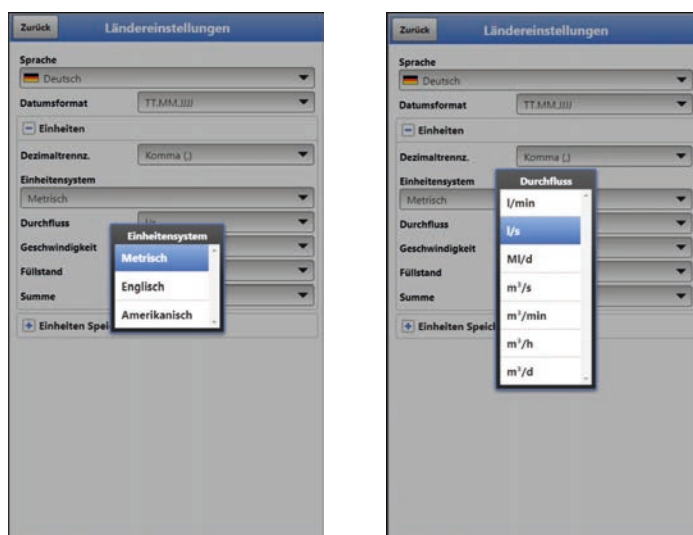 Zurück Ländereinstellungen
Sprache
Deutsch
Datumsformat TT.MM.JJJJ
Einheiten
Dezimaltrennz. Komma (,)
Einheitensystem
Metrisch
Durchfluss l/s
Einheitensystem
Geschwindigkeit
Metrisch
Füllstand
Englisch
Summe
Amerikanisch
Einheiten Spei
Zurück Ländereinstellungen
Sprache
Deutsch
Datumsformat TT.MM.JJJJ
Einheiten
Dezimaltrennz. Komma (,)
Einheitensystem
Durchfluss
Metrisch
l/min
Durchfluss
l/s
Geschwindigkeit
Ml/d
Füllstand
m³/s
Summe
m³/min
Einheiten Speich
m³/h
m³/d